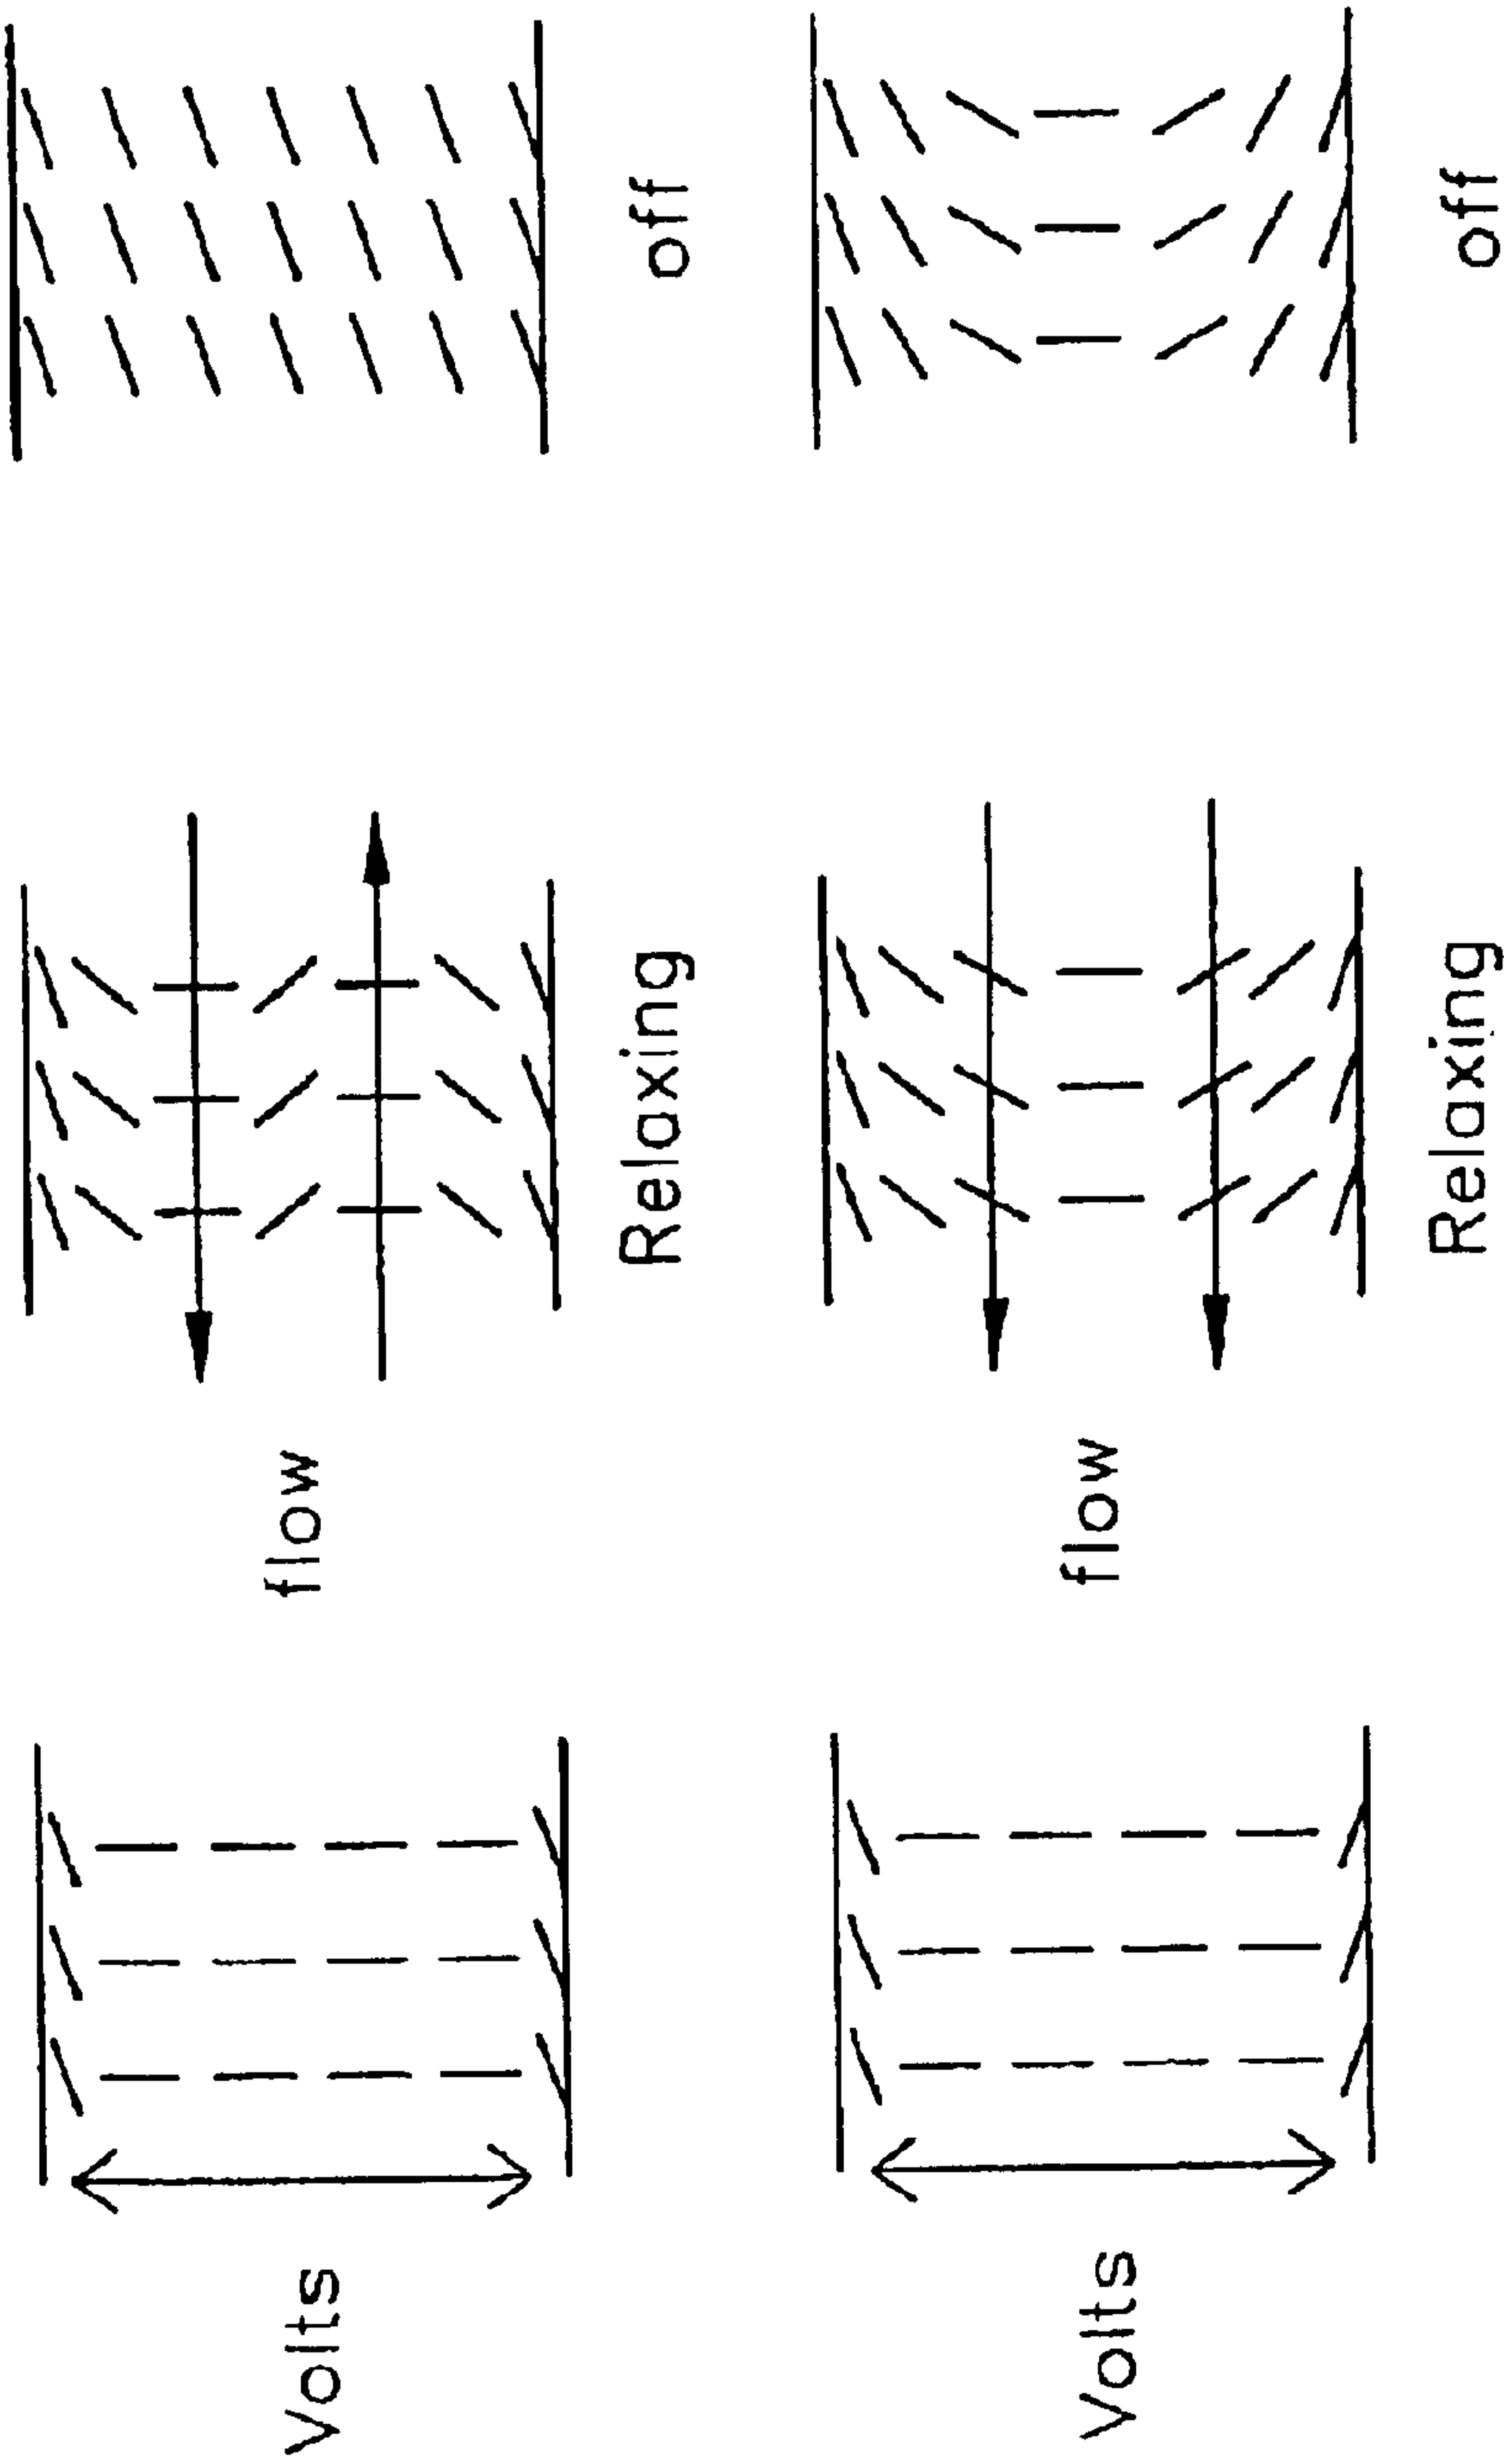 Volts
flow
Relaxing
off
Volts
flow
Relaxing
off